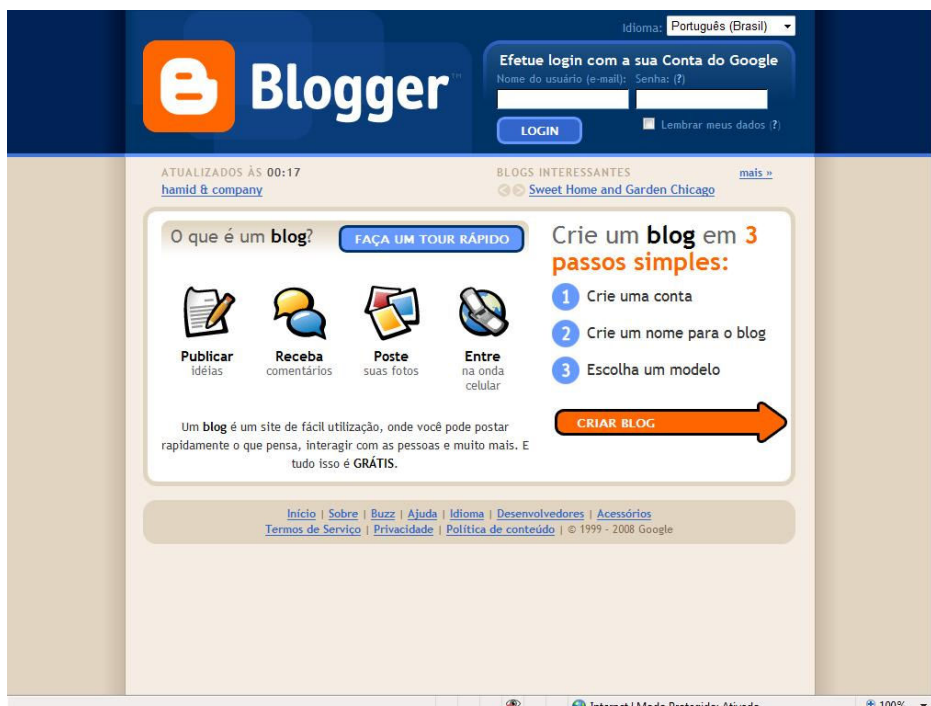 Idioma: Português (Brasil)
Blogger™
Efetue login com a sua Conta do Google
Nome do usuário (e-mail): Senha: (?)
LOGIN
Lembrar meus dados (?)
ATUALIZADOS ÀS 00:17
hamid & company
BLOGS INTERESSANTES
mais »
Sweet Home and Garden Chicago
O que é um blog?
FAÇA UM TOUR RÁPIDO
Publicar
idéias
Receba
comentários
Poste
suas fotos
Entre
na onda
celular
Um blog é um site de fácil utilização, onde você pode postar
rapidamente o que pensa, interagir com as pessoas e muito mais. E
tudo isso é GRÁTIS.
Crie um blog em 3
passos simples:
1 Crie uma conta
2 Crie um nome para o blog
3 Escolha um modelo
CRIAR BLOG
Início | Sobre | Buzz | Ajuda | Idioma | Desenvolvedores | Acessórios
Termos de Serviço | Privacidade | Política de conteúdo | © 1999 - 2008 Google
Internet | Modo Protegido: Ativado
100%